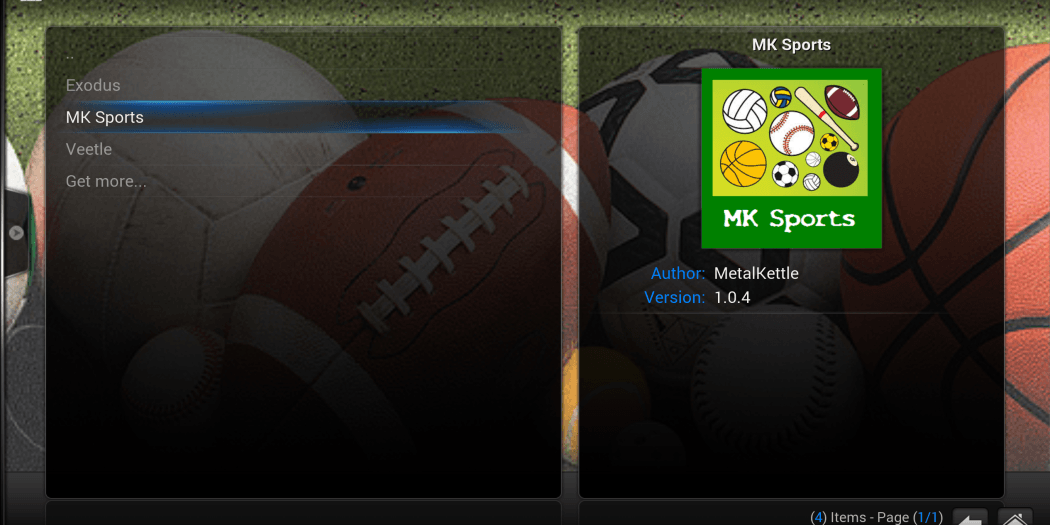 ..
Exodus
MK Sports
Veetle
Get more...
MK Sports
MK Sports
Author: MetalKettle
Version: 1.0.4
(4) Items - Page (1/1)